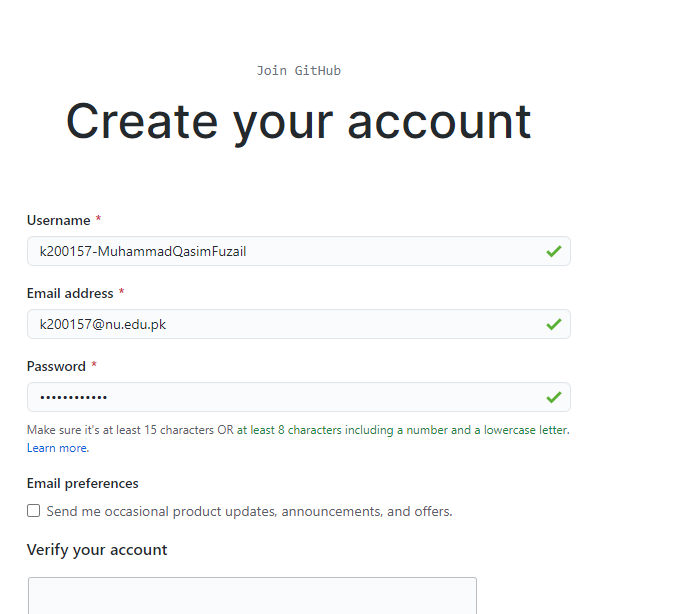 Join GitHub
Create your account
Username *
k200157-MuhammadQasimFuzail
Email address *
k200157@nu.edu.pk
Password *
••••••••••••
Make sure it's at least 15 characters OR at least 8 characters including a number and a lowercase letter.
Learn more.
Email preferences
Send me occasional product updates, announcements, and offers.
Verify your account